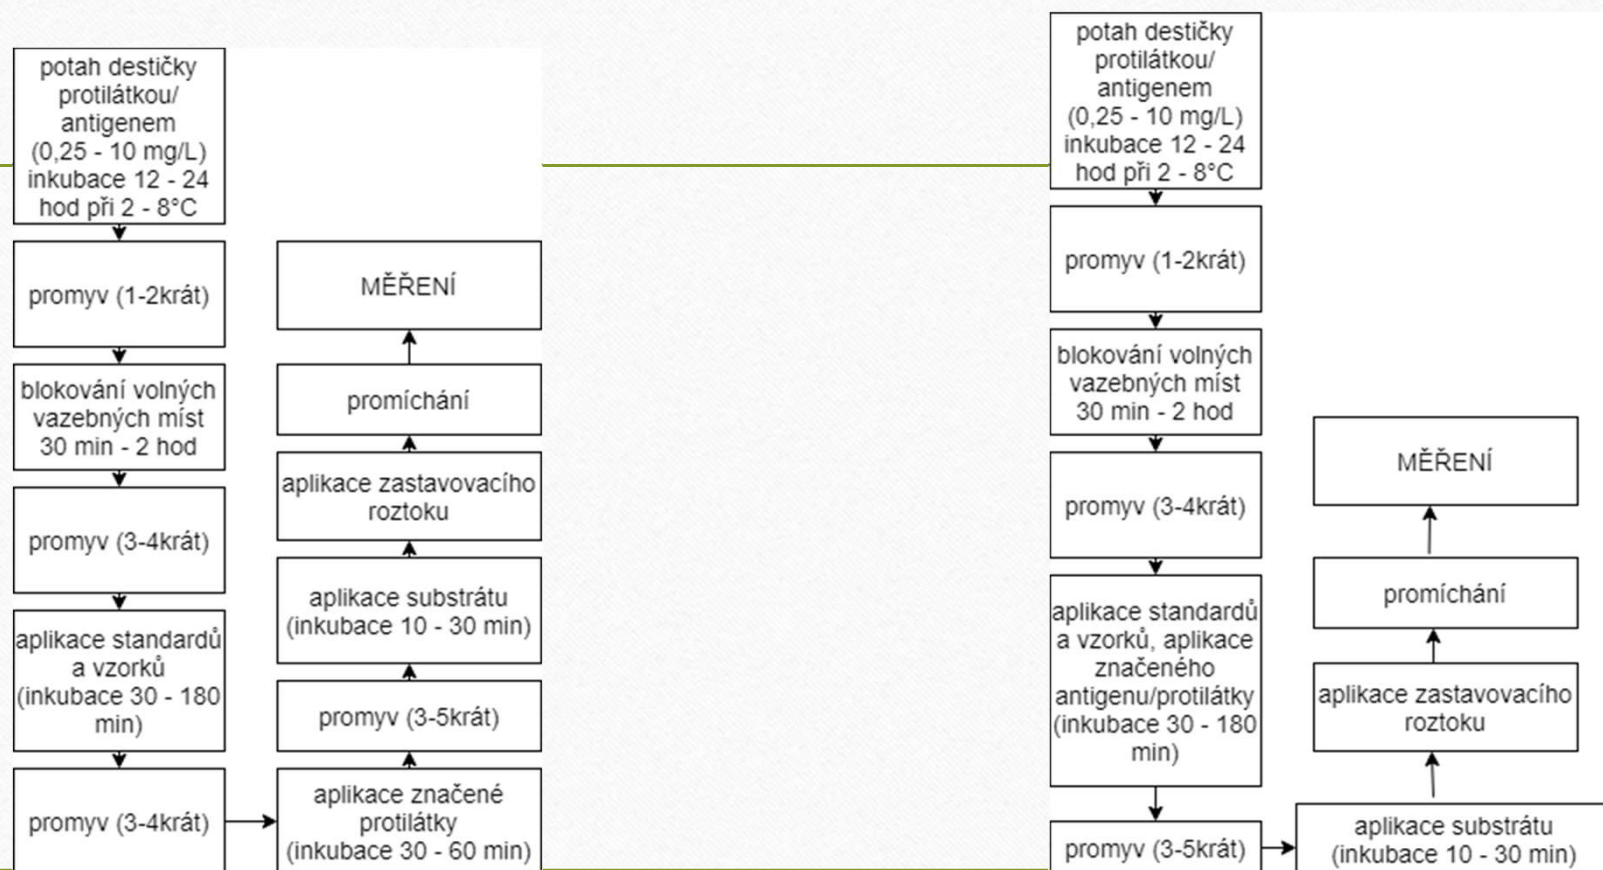 potah destičky
protilátkou/
antigenem
(0,25 - 10 mg/L)
inkubace 12 - 24
hod při 2 - 8°C
promyv (1-2krát)
blokování volných
vazebných míst
30 min - 2 hod
promyv (3-4krát)
aplikace standardů
a vzorků
(inkubace 30 - 180
min)
promyv (3-4krát)
aplikace značené
protilátky
(inkubace 30 - 60 min)
promyv (3-5krát)
aplikace substrátu
(inkubace 10 - 30 min)
aplikace zastavovacího
roztoku
promíchání
MĚŘENÍ
potah destičky
protilátkou/
antigenem
(0,25 - 10 mg/L)
inkubace 12 - 24
hod při 2 - 8°C
promyv (1-2krát)
blokování volných
vazebných míst
30 min - 2 hod
promyv (3-4krát)
aplikace standardů
a vzorků, aplikace
značeného
antigenu/protilátky
(inkubace 30 - 180
min)
promyv (3-5krát)
aplikace substrátu
(inkubace 10 - 30 min)
aplikace zastavovacího
roztoku
promíchání
MĚŘENÍ